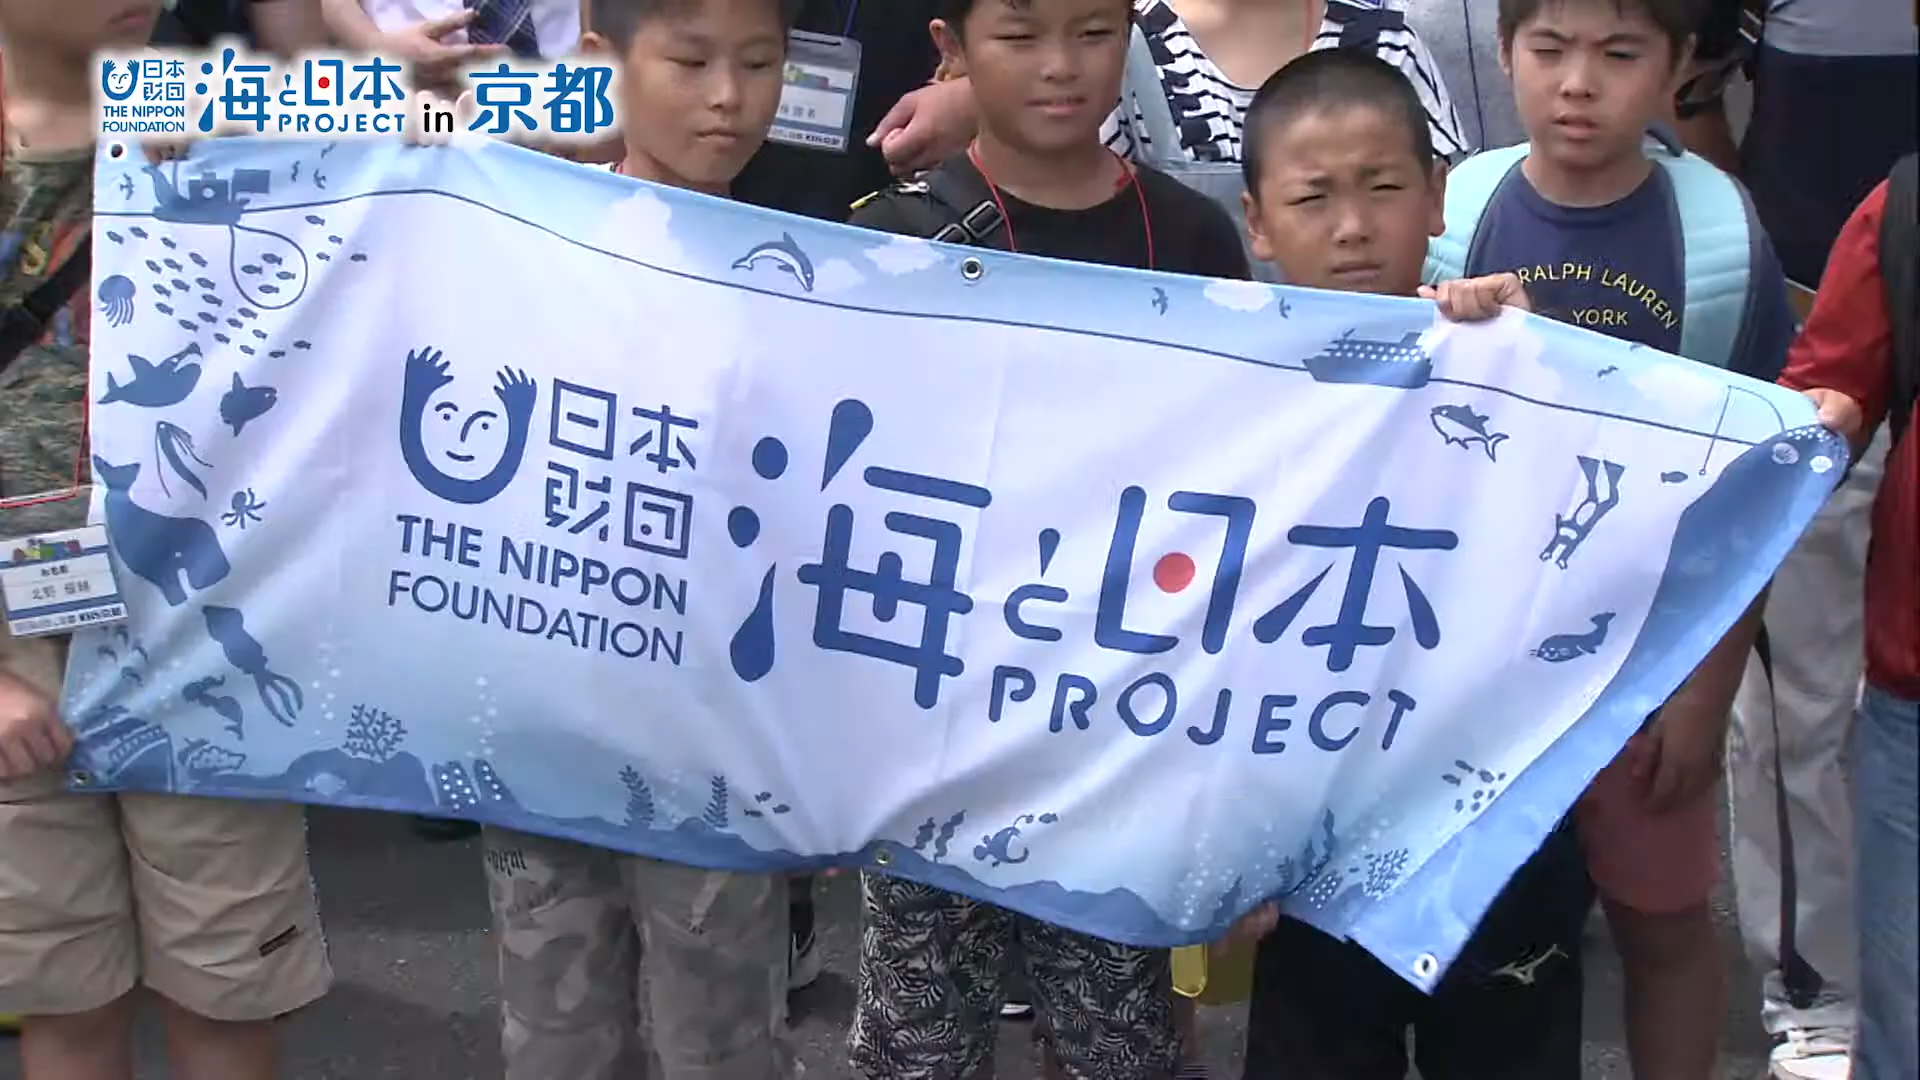 日本
財団
THE NIPPON
FOUNDATION
海と日本
PROJECT
in 京都
RALPH LAUREN
YORK
日本
財団
THE NIPPON
FOUNDATION
海と日本
PROJECT